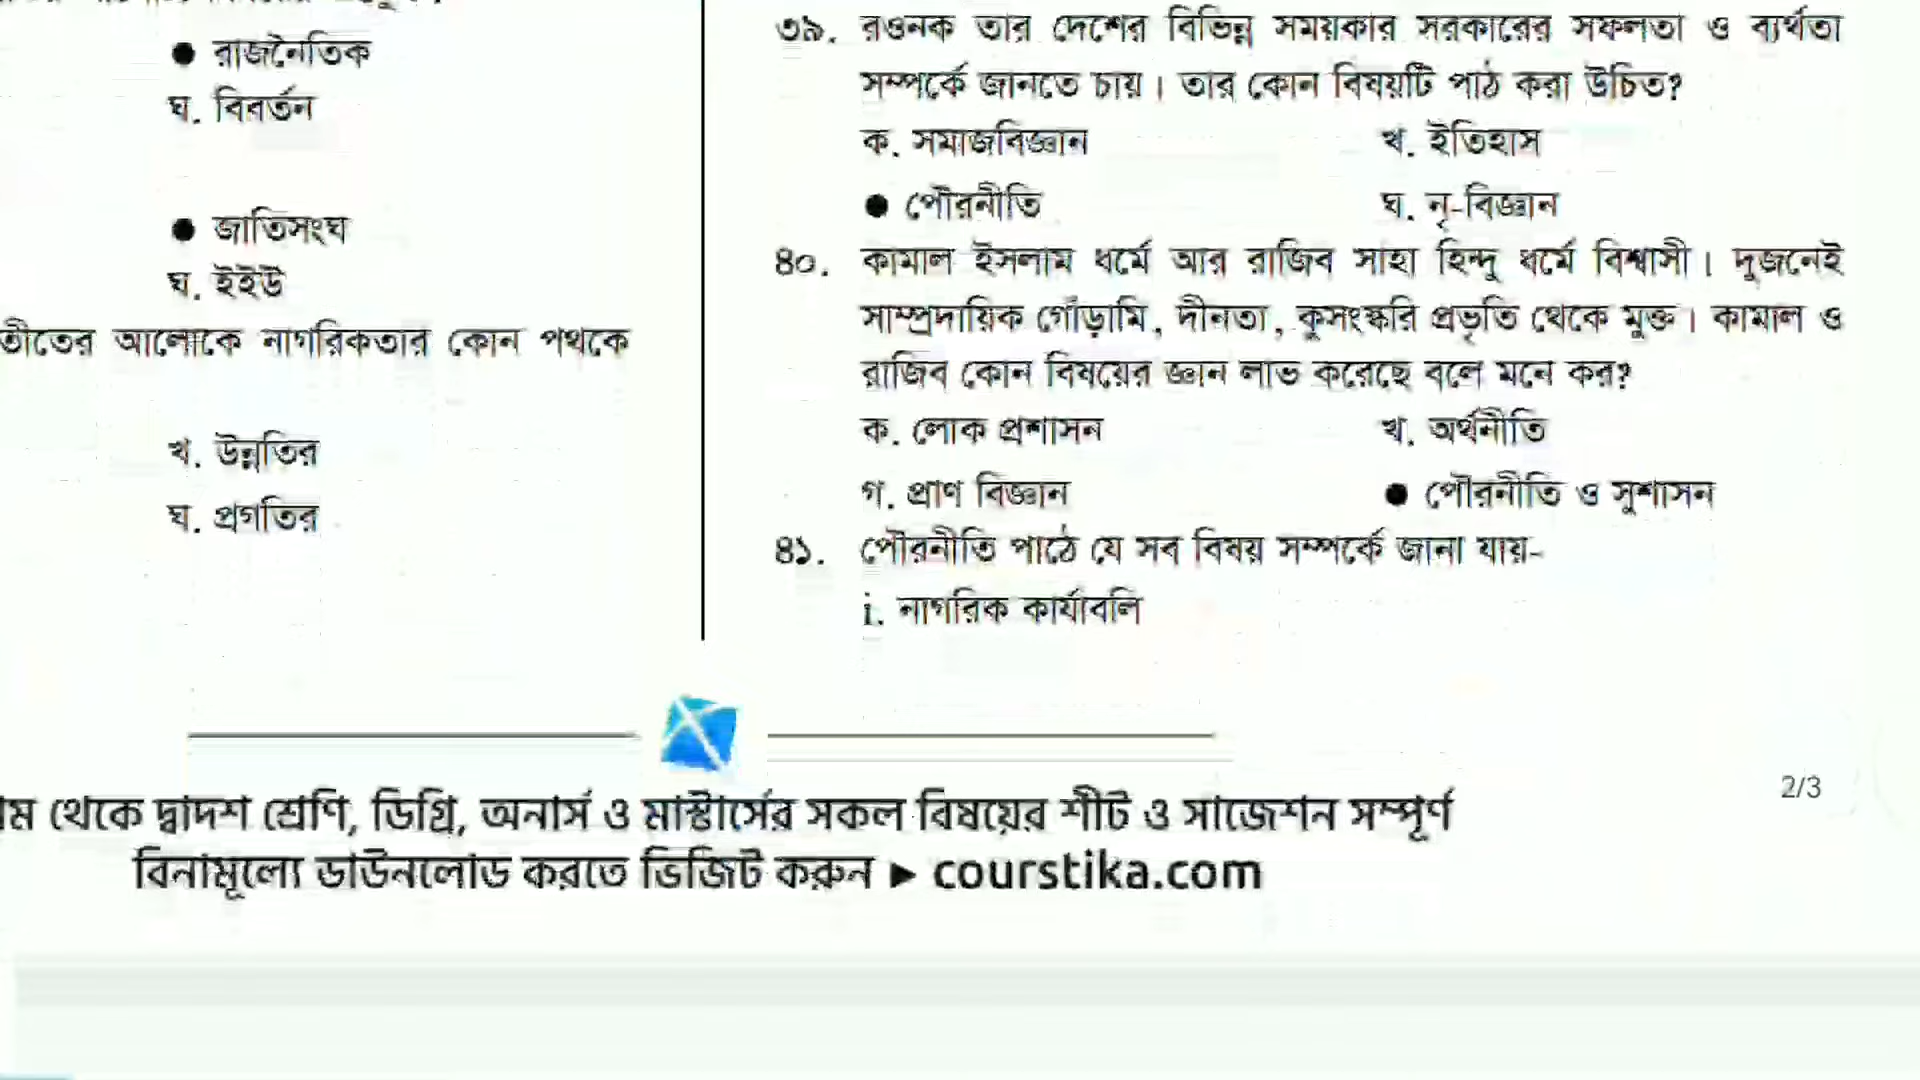 ● রাজনৈতিক
ঘ. বিবর্তন
● জাতিসংঘ
ঘ. ইইউ
তীতের আলোকে নাগরিকতার কোন পথকে
খ. উন্নতির
ঘ. প্রগতির
৩৯. রওনক তার দেশের বিভিন্ন সময়কার সরকারের সফলতা ও ব্যর্থতা
সম্পর্কে জানতে চায়। তার কোন বিষয়টি পাঠ করা উচিত?
ক. সমাজবিজ্ঞান খ. ইতিহাস
● পৌরনীতি ঘ. নৃ-বিজ্ঞান
৪০. কামাল ইসলাম ধর্মে আর রাজিব সাহা হিন্দু ধর্মে বিশ্বাসী। দুজনেই
সাম্প্রদায়িক গোঁড়ামি, দীনতা, কুসংস্করি প্রভৃতি থেকে মুক্ত। কামাল ও
রাজিব কোন বিষয়ের জ্ঞান লাভ করেছে বলে মনে কর?
ক. লোক প্রশাসন খ. অর্থনীতি
গ. প্রাণ বিজ্ঞান ● পৌরনীতি ও সুশাসন
৪১. পৌরনীতি পাঠে যে সব বিষয় সম্পর্কে জানা যায়-
i. নাগরিক কার্যাবলি
2/3
থেকে দ্বাদশ শ্রেণি, ডিগ্রি, অনার্স ও মাস্টার্সের সকল বিষয়ের শীট ও সাজেশন সম্পূর্ণ
বিনামূল্যে ডাউনলোড করতে ভিজিট করুন ► courstika.com